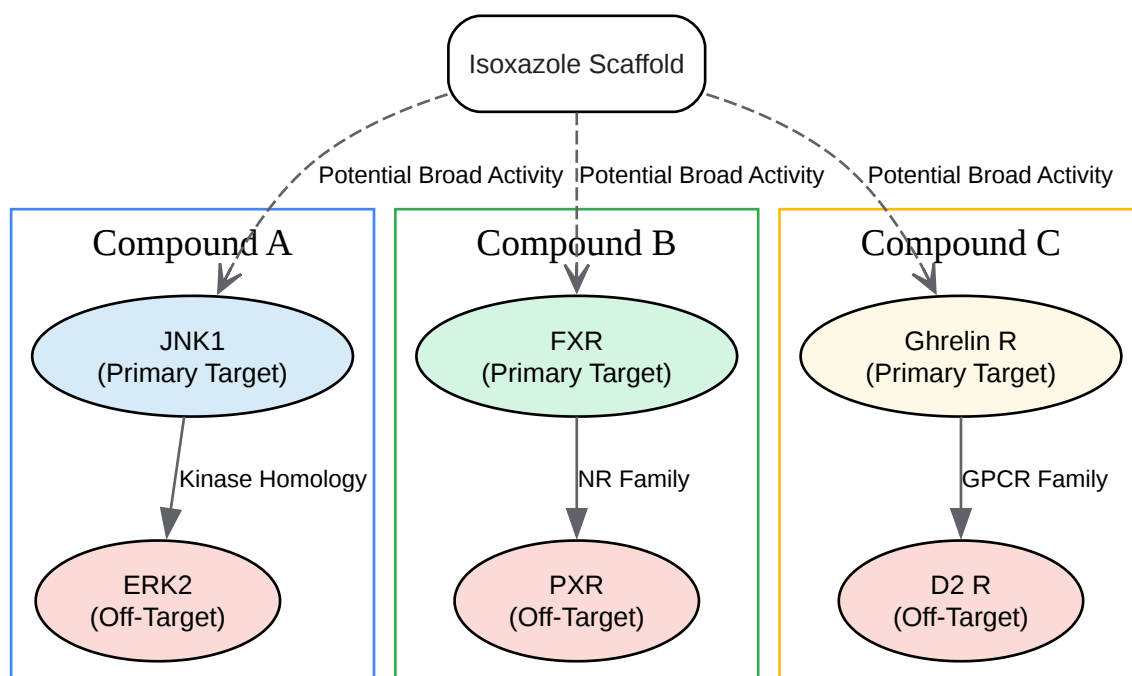 Isoxazole Scaffold
Potential Broad Activity
Potential Broad Activity
Potential Broad Activity
Compound A
Compound B
Compound C
JNK1
(Primary Target)
FXR
(Primary Target)
Ghrelin R
(Primary Target)
Kinase Homology
NR Family
GPCR Family
ERK2
(Off-Target)
PXR
(Off-Target)
D2 R
(Off-Target)